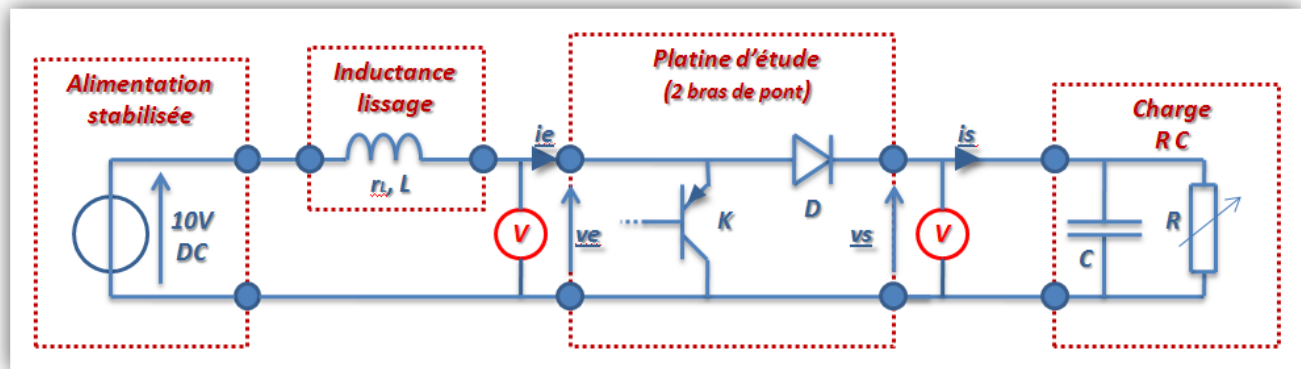 Alimentation
stabilisée
10V
DC
Inductance
lissage
rL, L
ie
V
ve
Platine d'étude
(2 bras de pont)
K
D
vs
V
is
Charge
R C
C
R